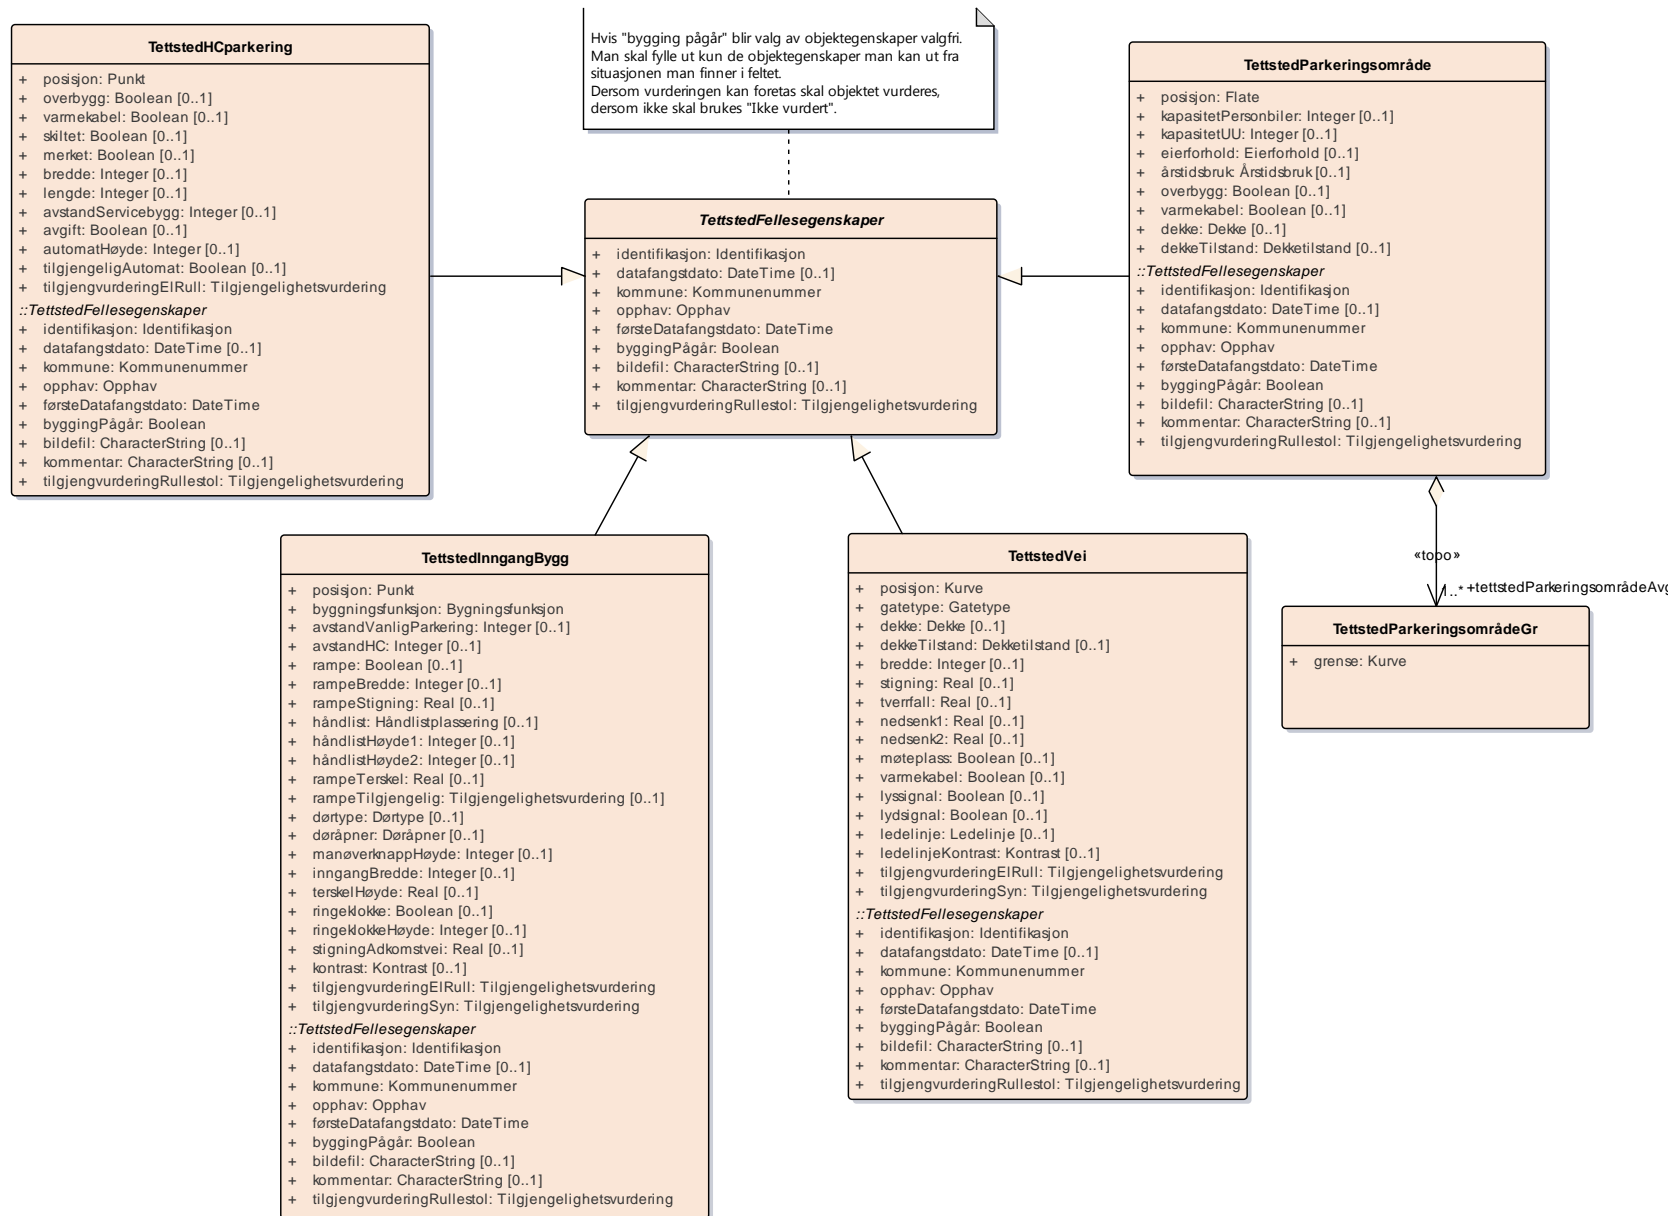 TettstedHCparkering
+ posisjon: Punkt
+ overbygg: Boolean [0..1]
+ varmekabel: Boolean [0..1]
+ skiltet: Boolean [0..1]
+ merket: Boolean [0..1]
+ bredde: Integer [0..1]
+ lengde: Integer [0..1]
+ avstandServicebygg: Integer [0..1]
+ avgift: Boolean [0..1]
+ automatHøyde: Integer [0..1]
+ tilgjengeligAutomat: Boolean [0..1]
+ tilgjengvurderingElRull: Tilgjengelighetsvurdering
::TettstedFellesegenskaper
+ identifikasjon: Identifikasjon
+ datafangstdato: DateTime [0..1]
+ kommune: Kommunenummer
+ opphav: Opphav
+ førsteDatafangstdato: DateTime
+ byggingPågår: Boolean
+ bildefil: CharacterString [0..1]
+ kommentar: CharacterString [0..1]
+ tilgjengvurderingRullestol: Tilgjengelighetsvurdering
Hvis "bygging pågår" blir valg av objektegenskaper valgfri.
Man skal fylle ut kun de objektegenskaper man kan ut fra
situasjonen man finner i feltet.
Dersom vurderingen kan foretas skal objektet vurderes,
dersom ikke skal brukes "Ikke vurdert".
TettstedFellesegenskaper
+ identifikasjon: Identifikasjon
+ datafangstdato: DateTime [0..1]
+ kommune: Kommunenummer
+ opphav: Opphav
+ førsteDatafangstdato: DateTime
+ byggingPågår: Boolean
+ bildefil: CharacterString [0..1]
+ kommentar: CharacterString [0..1]
+ tilgjengvurderingRullestol: Tilgjengelighetsvurdering
TettstedParkeringsområde
+ posisjon: Flate
+ kapasitetPersonbiler: Integer [0..1]
+ kapasitetUU: Integer [0..1]
+ eierforhold: Eierforhold [0..1]
+ årstidsbruk: Årstidsbruk [0..1]
+ overbygg: Boolean [0..1]
+ varmekabel: Boolean [0..1]
+ dekke: Dekke [0..1]
+ dekkeTilstand: Dekketilstand [0..1]
::TettstedFellesegenskaper
+ identifikasjon: Identifikasjon
+ datafangstdato: DateTime [0..1]
+ kommune: Kommunenummer
+ opphav: Opphav
+ førsteDatafangstdato: DateTime
+ byggingPågår: Boolean
+ bildefil: CharacterString [0..1]
+ kommentar: CharacterString [0..1]
+ tilgjengvurderingRullestol: Tilgjengelighetsvurdering
TettstedInngangBygg
+ posisjon: Punkt
+ byggningsfunksjon: Bygningsfunksjon
+ avstandVanligParkering: Integer [0..1]
+ avstandHC: Integer [0..1]
+ rampe: Boolean [0..1]
+ rampeBredde: Integer [0..1]
+ rampeStigning: Real [0..1]
+ håndlist: Håndlistplassering [0..1]
+ håndlistHøyde1: Integer [0..1]
+ håndlistHøyde2: Integer [0..1]
+ rampeTerskel: Real [0..1]
+ rampeTilgjengelig: Tilgjengelighetsvurdering [0..1]
+ dørtype: Dørtype [0..1]
+ døråpner: Døråpner [0..1]
+ manøverknappHøyde: Integer [0..1]
+ inngangBredde: Integer [0..1]
+ terskelHøyde: Real [0..1]
+ ringeklokke: Boolean [0..1]
+ ringeklokkeHøyde: Integer [0..1]
+ stigningAdkomstvei: Real [0..1]
+ kontrast: Kontrast [0..1]
+ tilgjengvurderingElRull: Tilgjengelighetsvurdering
+ tilgjengvurderingSyn: Tilgjengelighetsvurdering
::TettstedFellesegenskaper
+ identifikasjon: Identifikasjon
+ datafangstdato: DateTime [0..1]
+ kommune: Kommunenummer
+ opphav: Opphav
+ førsteDatafangstdato: DateTime
+ byggingPågår: Boolean
+ bildefil: CharacterString [0..1]
+ kommentar: CharacterString [0..1]
+ tilgjengvurderingRullestol: Tilgjengelighetsvurdering
TettstedVei
+ posisjon: Kurve
+ gatetype: Gatetype
+ dekke: Dekke [0..1]
+ dekkeTilstand: Dekketilstand [0..1]
+ bredde: Integer [0..1]
+ stigning: Real [0..1]
+ tverrfall: Real [0..1]
+ nedsenk1: Real [0..1]
+ nedsenk2: Real [0..1]
+ møteplass: Boolean [0..1]
+ varmekabel: Boolean [0..1]
+ lyssignal: Boolean [0..1]
+ lydsignal: Boolean [0..1]
+ ledelinje: Ledelinje [0..1]
+ ledelinjeKontrast: Kontrast [0..1]
+ tilgjengvurderingElRull: Tilgjengelighetsvurdering
+ tilgjengvurderingSyn: Tilgjengelighetsvurdering
::TettstedFellesegenskaper
+ identifikasjon: Identifikasjon
+ datafangstdato: DateTime [0..1]
+ kommune: Kommunenummer
+ opphav: Opphav
+ førsteDatafangstdato: DateTime
+ byggingPågår: Boolean
+ bildefil: CharacterString [0..1]
+ kommentar: CharacterString [0..1]
+ tilgjengvurderingRullestol: Tilgjengelighetsvurdering
«topo»
1..* +tettstedParkeringsområdeAvg
TettstedParkeringsområdeGr
+ grense: Kurve